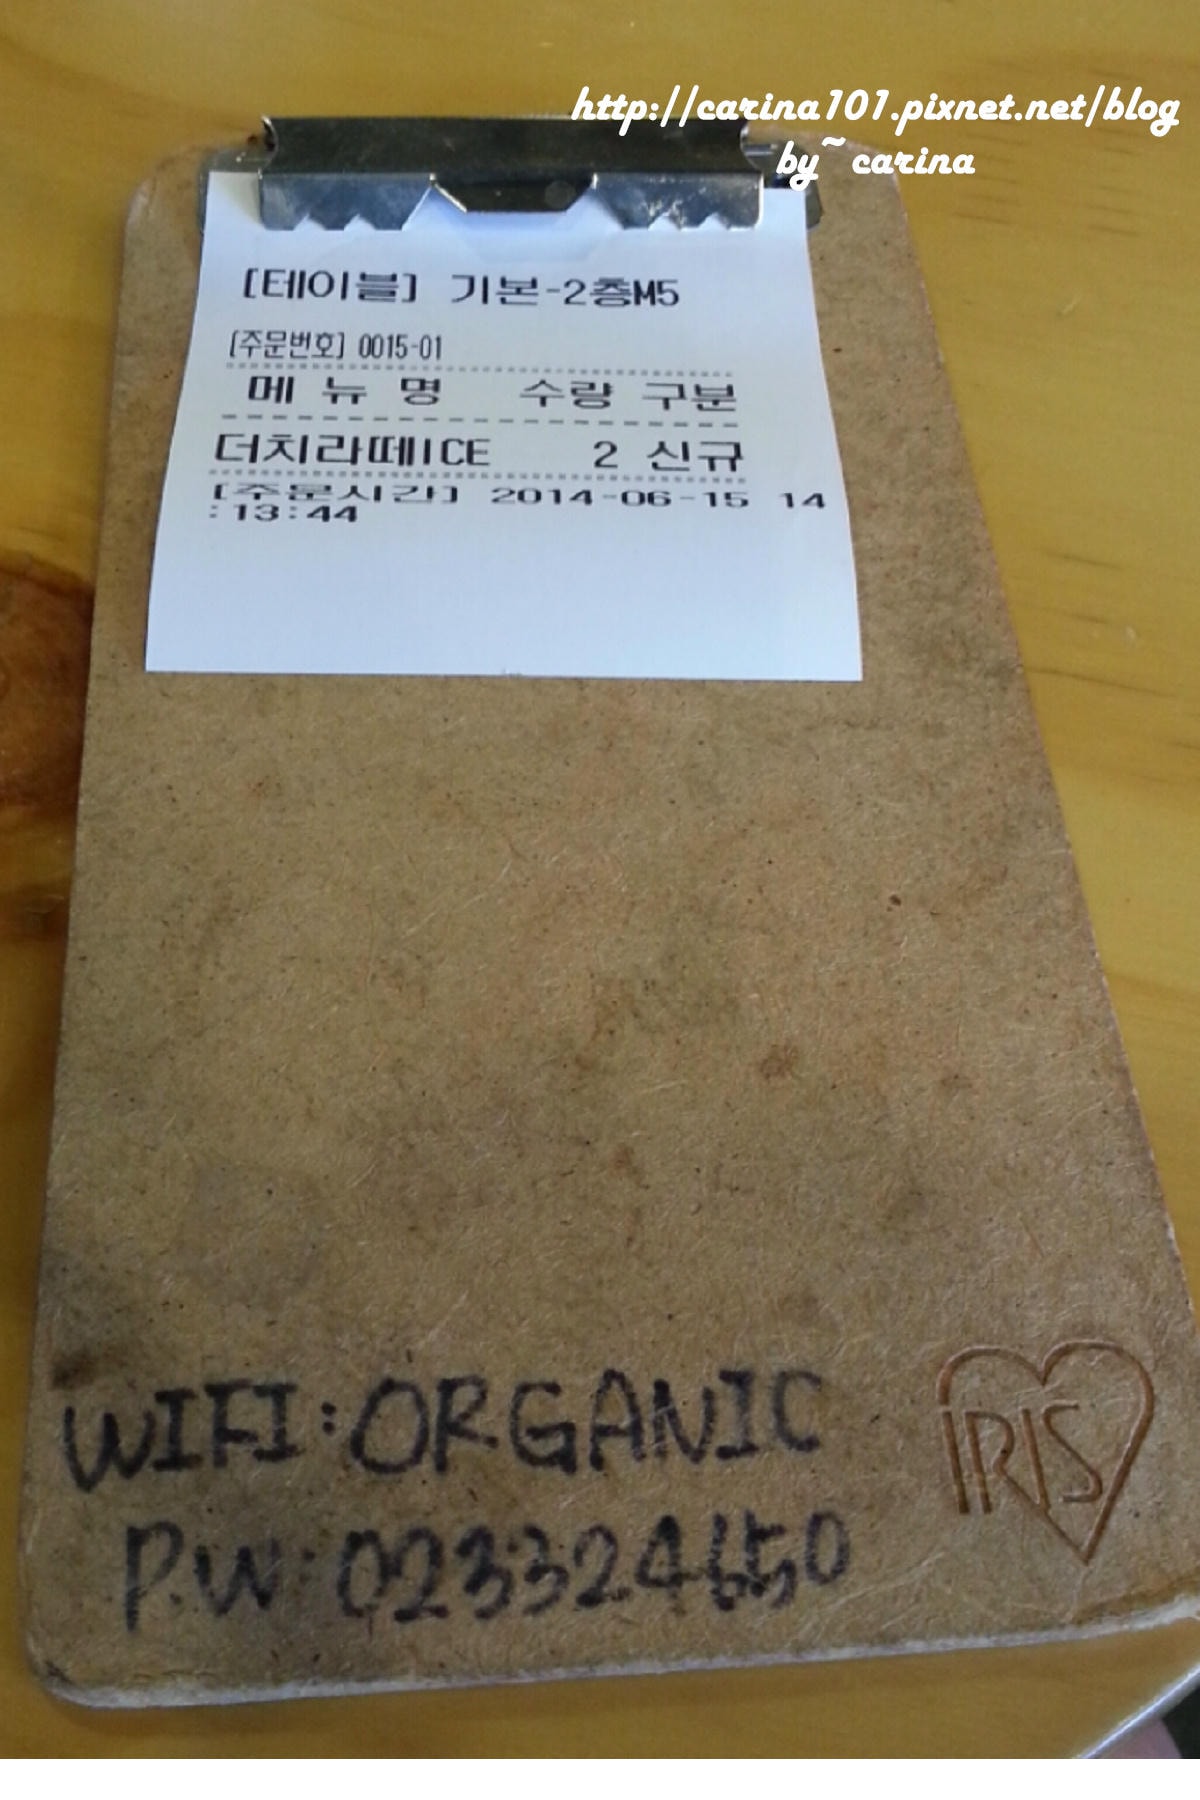 http://carina101.pixnet.net/blog
by~carina
[테이블] 기본-2층M5
[주문번호] 0015-01
메 뉴 명 수량 구분
더치라떼ICE 2 신규
[주문시간] 2014-06-15 14
:13:44
WIFI:ORGANIC
P.W:023324650
IRIS